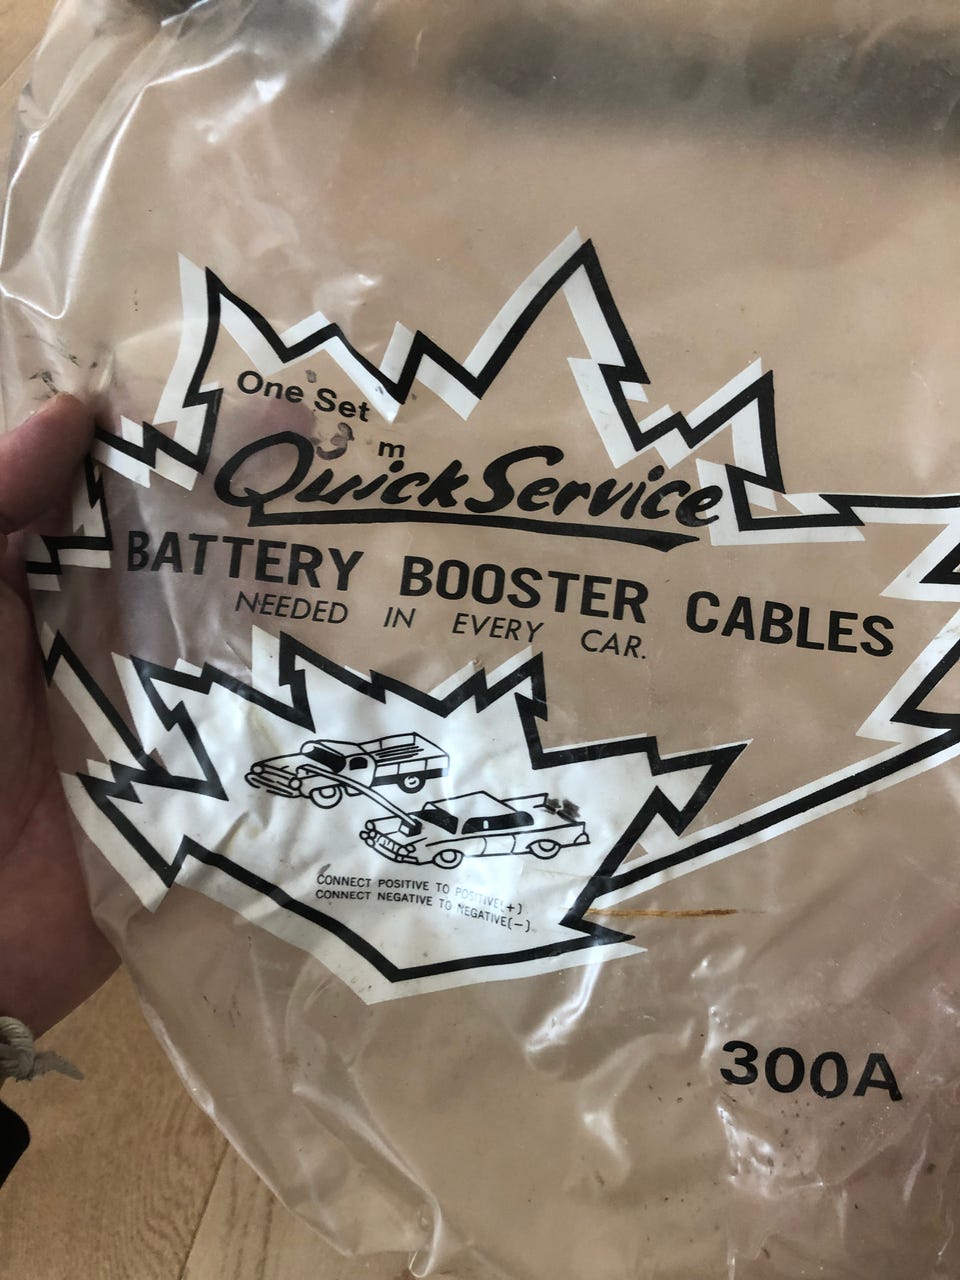 One Set
m
QuickService
BATTERY BOOSTER CABLES
NEEDED IN EVERY CAR.
CONNECT POSITIVE TO POSITIVE(+)
CONNECT NEGATIVE TO NEGATIVE(-)
300A